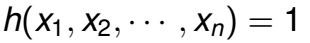 h(x₁, x₂, ⋯ , xₙ) = 1